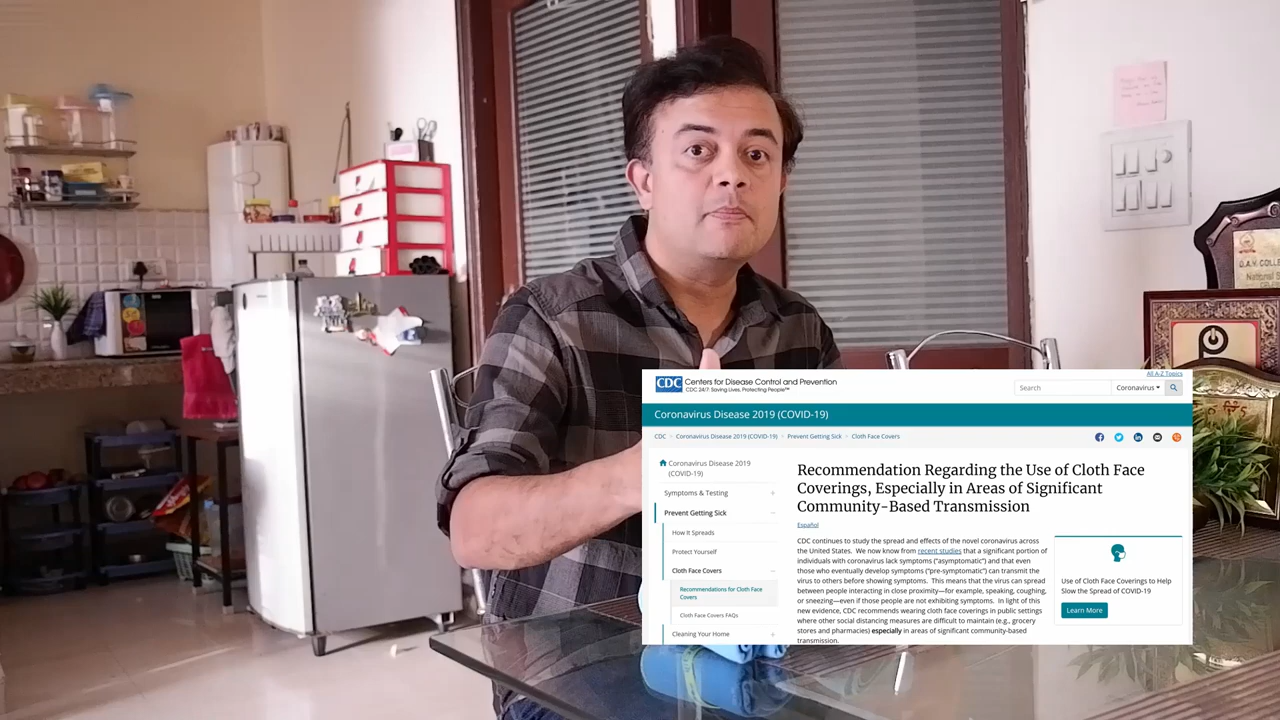 D.A.V. COLLE
National
CDC Centers for Disease Control and Prevention
CDC 24/7: Saving Lives, Protecting People™
All A-Z Topics
Search
Coronavirus
Coronavirus Disease 2019 (COVID-19)
CDC > Coronavirus Disease 2019 (COVID-19) > Prevent Getting Sick > Cloth Face Covers
Coronavirus Disease 2019
(COVID-19)
Symptoms & Testing +
Prevent Getting Sick −
How It Spreads
Protect Yourself
Cloth Face Covers −
Recommendations for Cloth Face
Covers
Cloth Face Covers FAQs
Cleaning Your Home +
Recommendation Regarding the Use of Cloth Face
Coverings, Especially in Areas of Significant
Community-Based Transmission
Español
CDC continues to study the spread and effects of the novel coronavirus across
the United States. We now know from recent studies that a significant portion of
individuals with coronavirus lack symptoms (“asymptomatic”) and that even
those who eventually develop symptoms (“pre-symptomatic”) can transmit the
virus to others before showing symptoms. This means that the virus can spread
between people interacting in close proximity—for example, speaking, coughing,
or sneezing—even if those people are not exhibiting symptoms. In light of this
new evidence, CDC recommends wearing cloth face coverings in public settings
where other social distancing measures are difficult to maintain (e.g., grocery
stores and pharmacies) especially in areas of significant community-based
transmission.
Use of Cloth Face Coverings to Help
Slow the Spread of COVID-19
Learn More